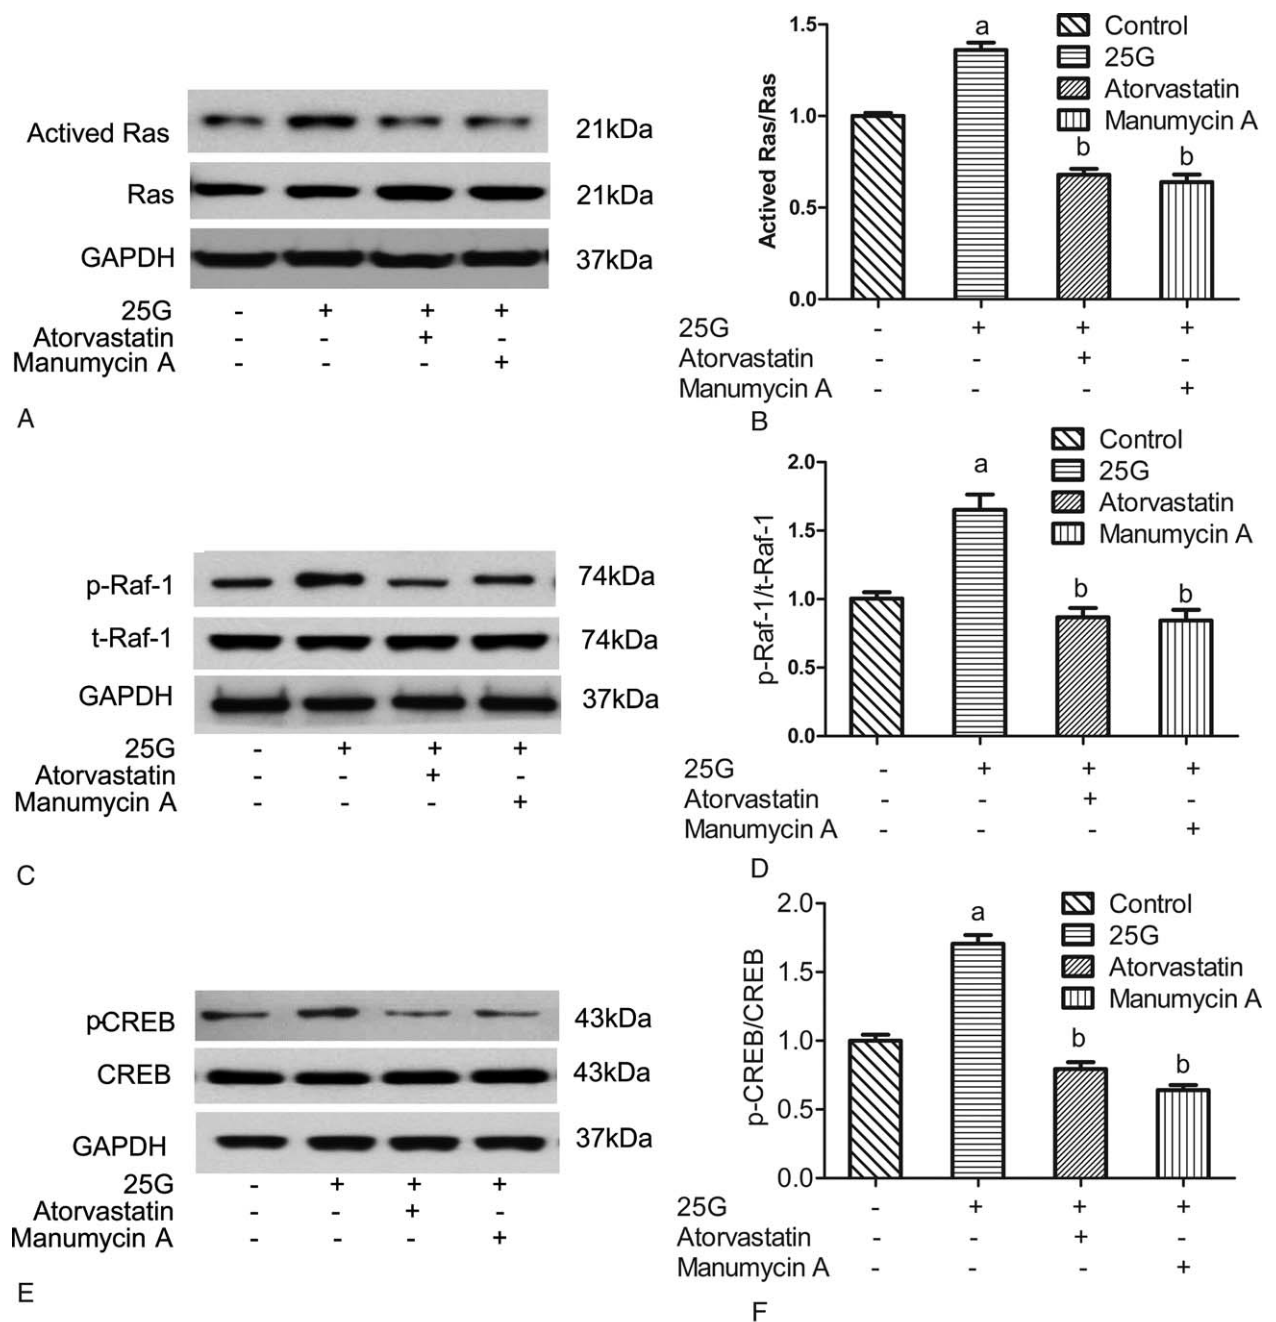 Actived Ras 21kDa
Ras 21kDa
GAPDH 37kDa
25G - + + +
Atorvastatin - - + -
Manumycin A - - - +
A
1.5
1.0
0.5
0.0
Actived Ras/Ras
a
b
b
Control
25G
Atorvastatin
Manumycin A
25G - + + +
Atorvastatin - - + -
Manumycin A - - - +
B
p-Raf-1 74kDa
t-Raf-1 74kDa
GAPDH 37kDa
25G - + + +
Atorvastatin - - + -
Manumycin A - - - +
C
2.0
1.5
1.0
0.5
0.0
p-Raf-1/t-Raf-1
a
b
b
Control
25G
Atorvastatin
Manumycin A
25G - + + +
Atorvastatin - - + -
Manumycin A - - - +
D
pCREB 43kDa
CREB 43kDa
GAPDH 37kDa
25G - + + +
Atorvastatin - - + -
Manumycin A - - - +
E
2.0
1.5
1.0
0.5
0.0
p-CREB/CREB
a
b
b
Control
25G
Atorvastatin
Manumycin A
25G - + + +
Atorvastatin - - + -
Manumycin A - - - +
F